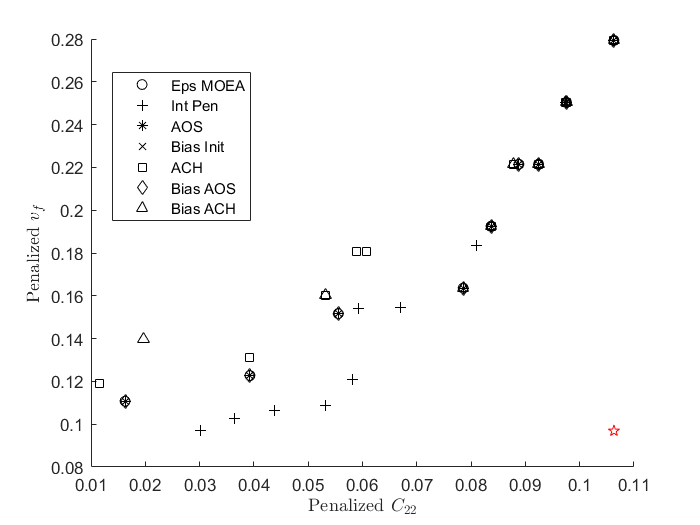 0.28
0.26
0.24
0.22
0.2
0.18
0.16
0.14
0.12
0.1
0.08
Penalized v_f
Eps MOEA
Int Pen
AOS
Bias Init
ACH
Bias AOS
Bias ACH
0.01 0.02 0.03 0.04 0.05 0.06 0.07 0.08 0.09 0.1 0.11
Penalized C_22